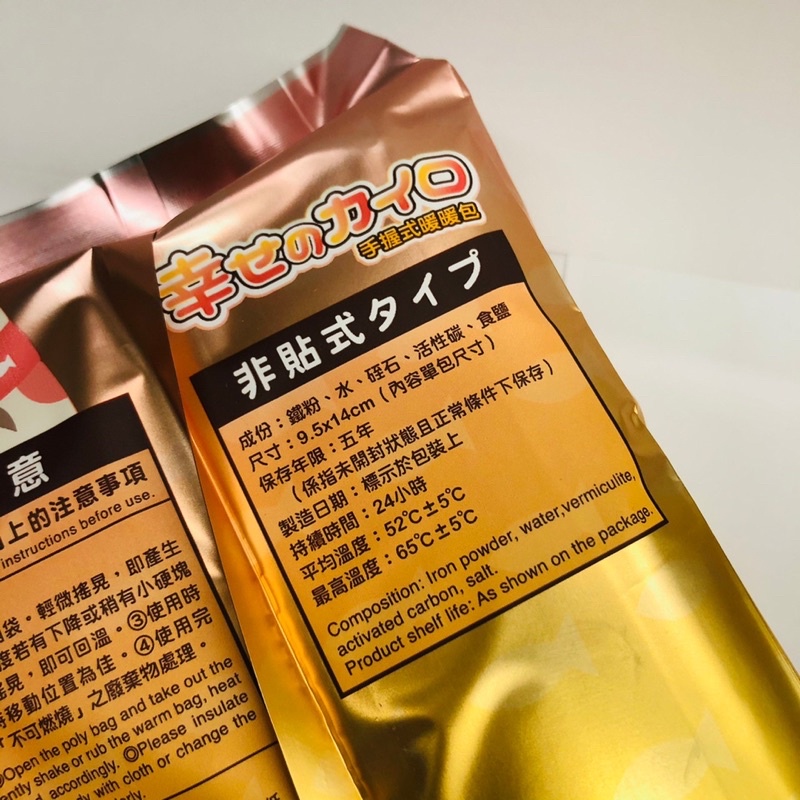 幸せのカイロ
手握式暖暖包
非貼式タイプ
成份：鐵粉、水、蛭石、活性碳、食鹽
尺寸：9.5x14cm（內容單包尺寸）
保存年限：五年
（係指未開封狀態且正常條件下保存）
製造日期：標示於包裝上
持續時間：24小時
平均溫度：52℃±5℃
最高溫度：65℃±5℃
Composition: Iron powder, water,vermiculite,
activated carbon, salt.
Product shelf life: As shown on the package.
意
上的注意事項
instructions before use.
袋，輕微搖晃，即產生
度若有下降或稍有小硬塊
③使用時
搖晃，即可回溫。④使用完
移動位置為佳。
「不可燃燒」之廢棄物處理。
◎Open the poly bag and take out the
gently shake or rub the warm bag, heat
accordingly. ◎Please insulate
with cloth or change the